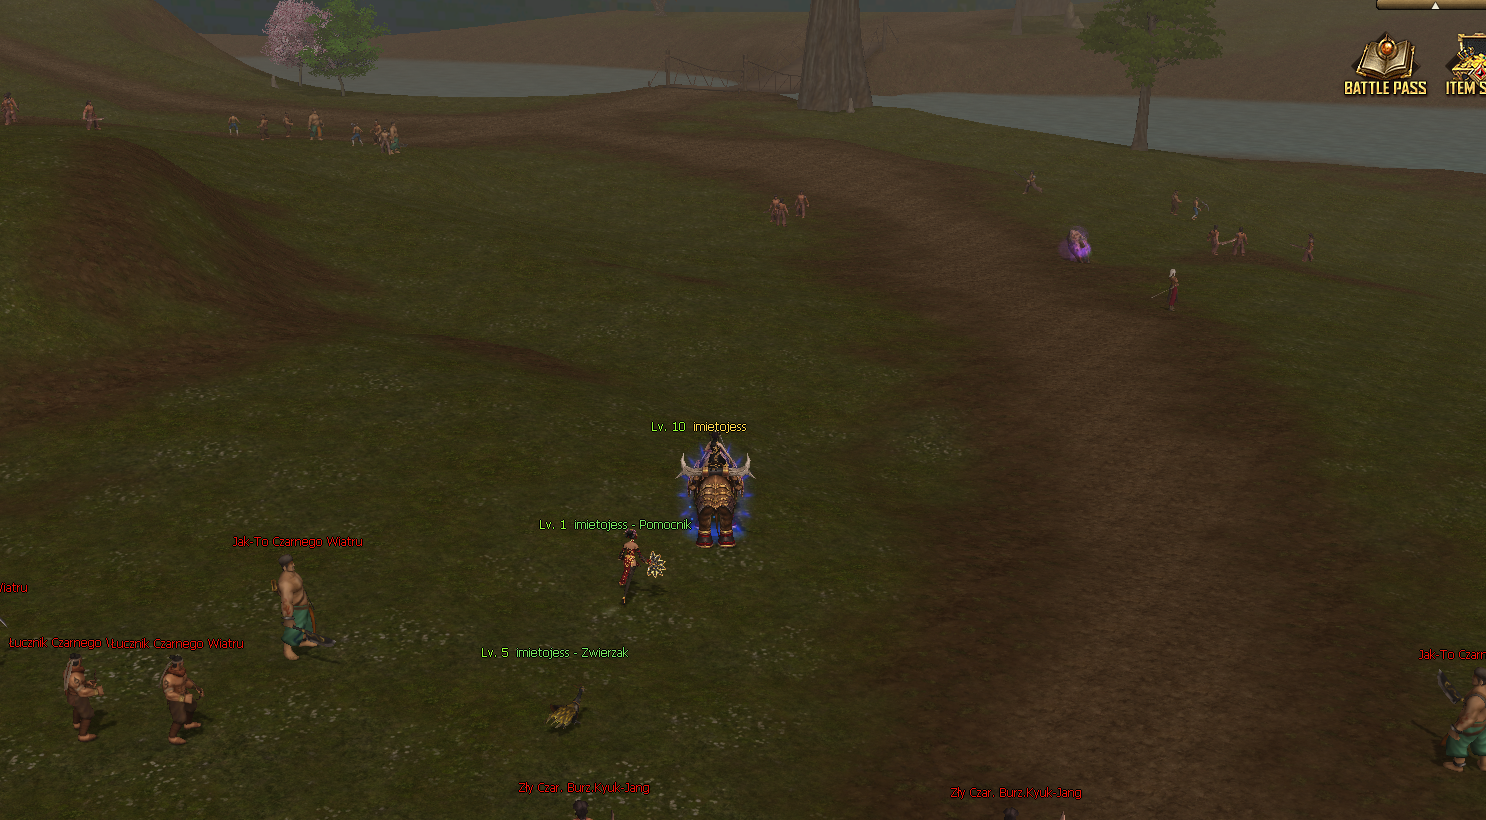 BATTLE PASS
ITEM S
Lv. 10 imietojess
Lv. 1 imietojess - Pomocnik
Jak-To Czarnego Wiatru
Wiatru
Łucznik Czarnego W
Łucznik Czarnego Wiatru
Lv. 5 imietojess - Zwierzak
Jak-To Czarn
Zły Czar. Burz.Kyuk-Jang
Zły Czar. Burz.Kyuk-Jang